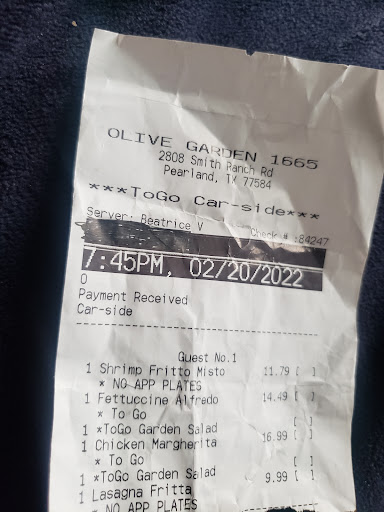 OLIVE GARDEN 1665
2808 Smith Ranch Rd
Pearland, TX 77584
***ToGo Car-side***
Server: Beatrice V Check # :84247
7:45PM, 02/20/2022
0
Payment Received
Car-side
Guest No.1
1 Shrimp Fritto Misto 11.79 [ ]
* NO APP PLATES
1 Fettuccine Alfredo 14.49 [ ]
* To Go
1 *ToGo Garden Salad [ ]
1 Chicken Margherita 16.99 [ ]
* To Go
1 *ToGo Garden Salad [ ]
1 Lasagna Fritta 9.99 [ ]
* NO APP PLATES